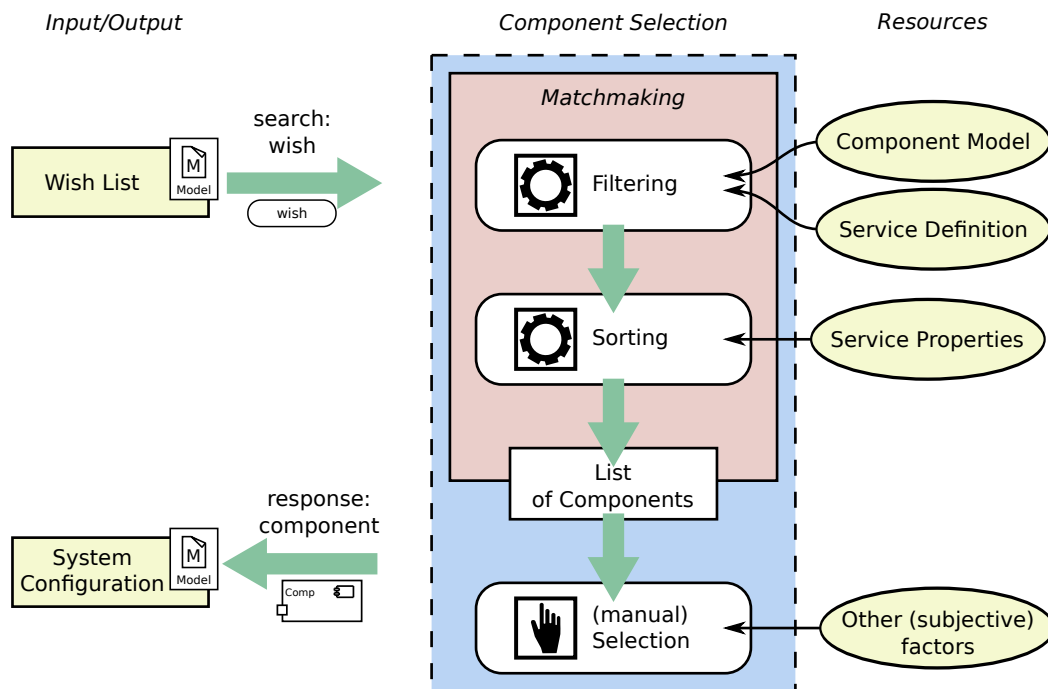 Input/Output
Component Selection
Resources
Matchmaking
search:
wish
M
Model
Wish List
wish
Filtering
Component Model
Service Definition
Sorting
Service Properties
List
of Components
response:
component
M
Model
System
Configuration
Comp
(manual)
Selection
Other (subjective)
factors